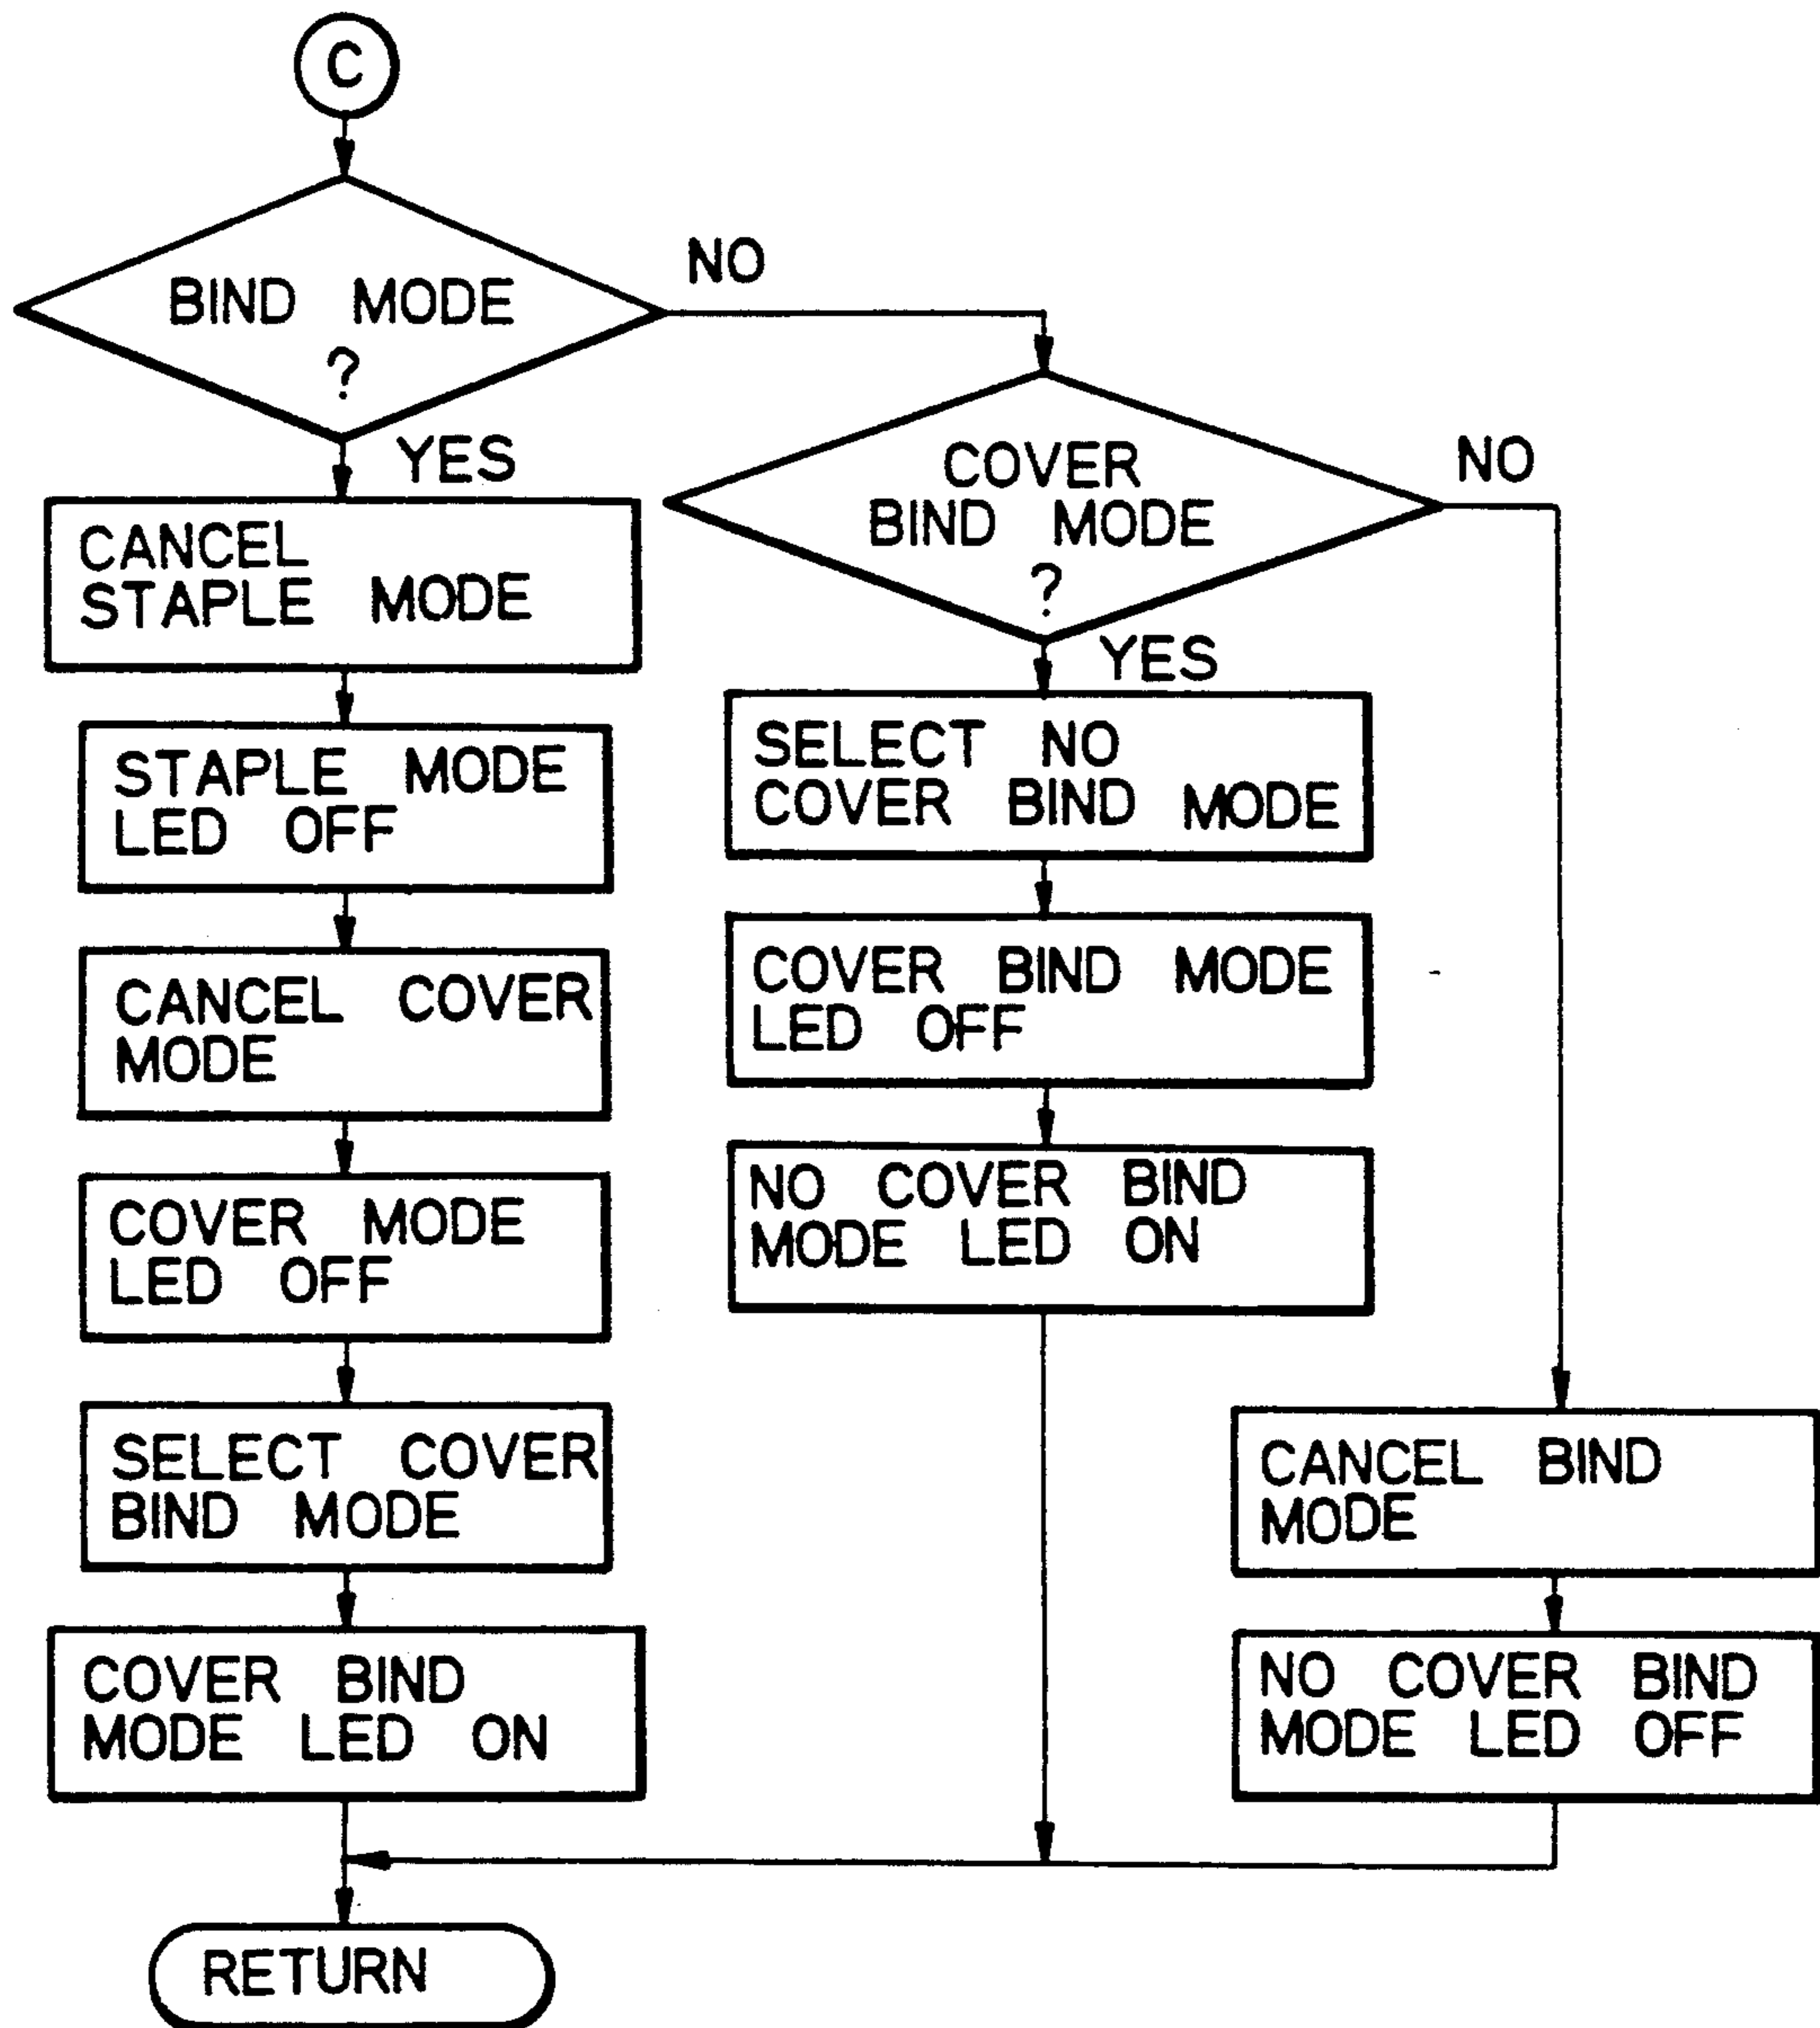 C
BIND MODE
?
NO
YES
CANCEL
STAPLE MODE
STAPLE MODE
LED OFF
CANCEL COVER
MODE
COVER MODE
LED OFF
SELECT COVER
BIND MODE
COVER BIND
MODE LED ON
COVER
BIND MODE
?
NO
YES
SELECT NO
COVER BIND MODE
COVER BIND MODE
LED OFF
NO COVER BIND
MODE LED ON
CANCEL BIND
MODE
NO COVER BIND
MODE LED OFF
RETURN